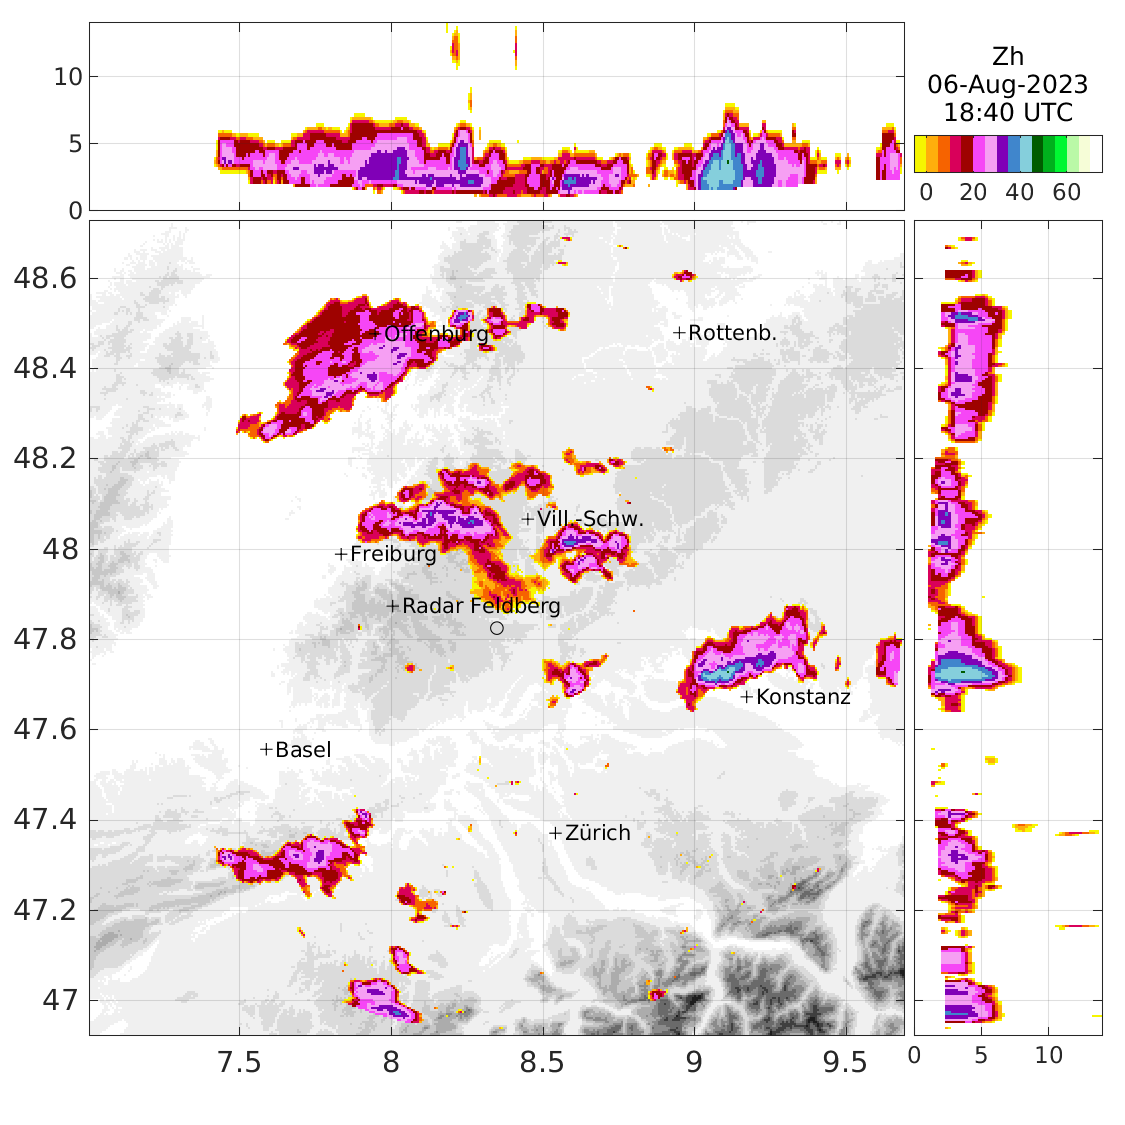 10
5
0
Zh
06-Aug-2023
18:40 UTC
0 20 40 60
48.6
48.4
48.2
48
47.8
47.6
47.4
47.2
47
+Offenburg
+Rottenb.
+Vill -Schw.
+Freiburg
+Radar Feldberg
+Konstanz
+Basel
+Zürich
7.5 8 8.5 9 9.5
0 5 10